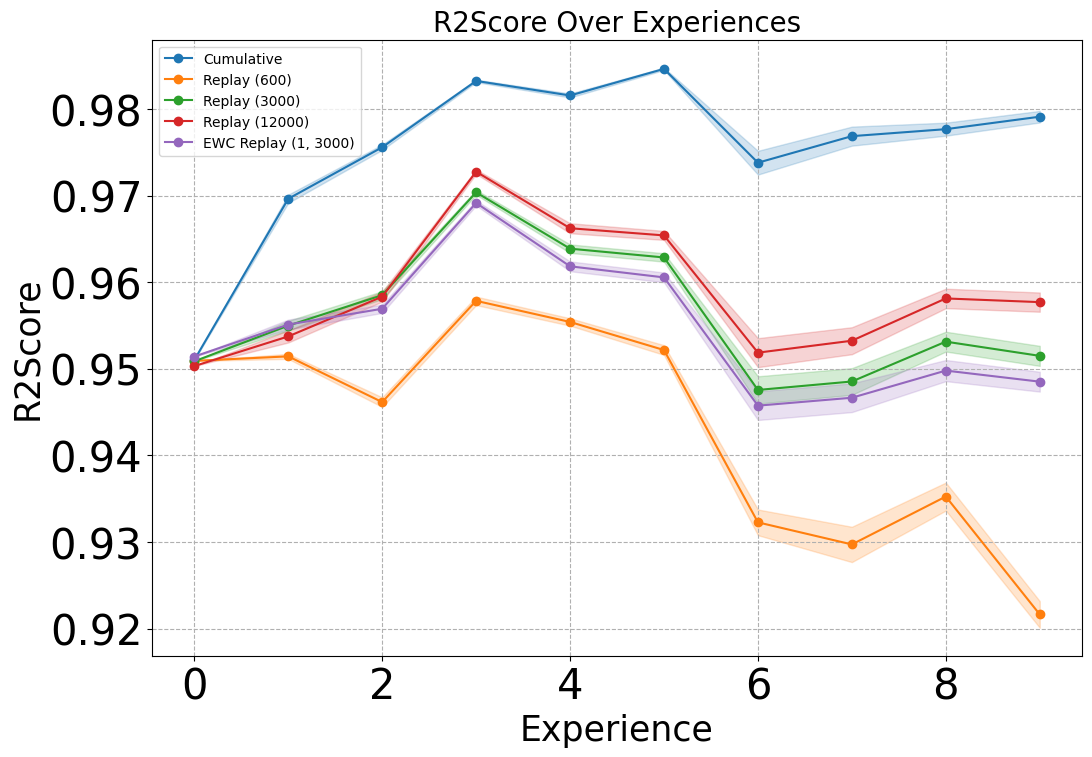 R2Score Over Experiences
Cumulative
Replay (600)
Replay (3000)
Replay (12000)
EWC Replay (1, 3000)
R2Score
0.98
0.97
0.96
0.95
0.94
0.93
0.92
0 2 4 6 8
Experience